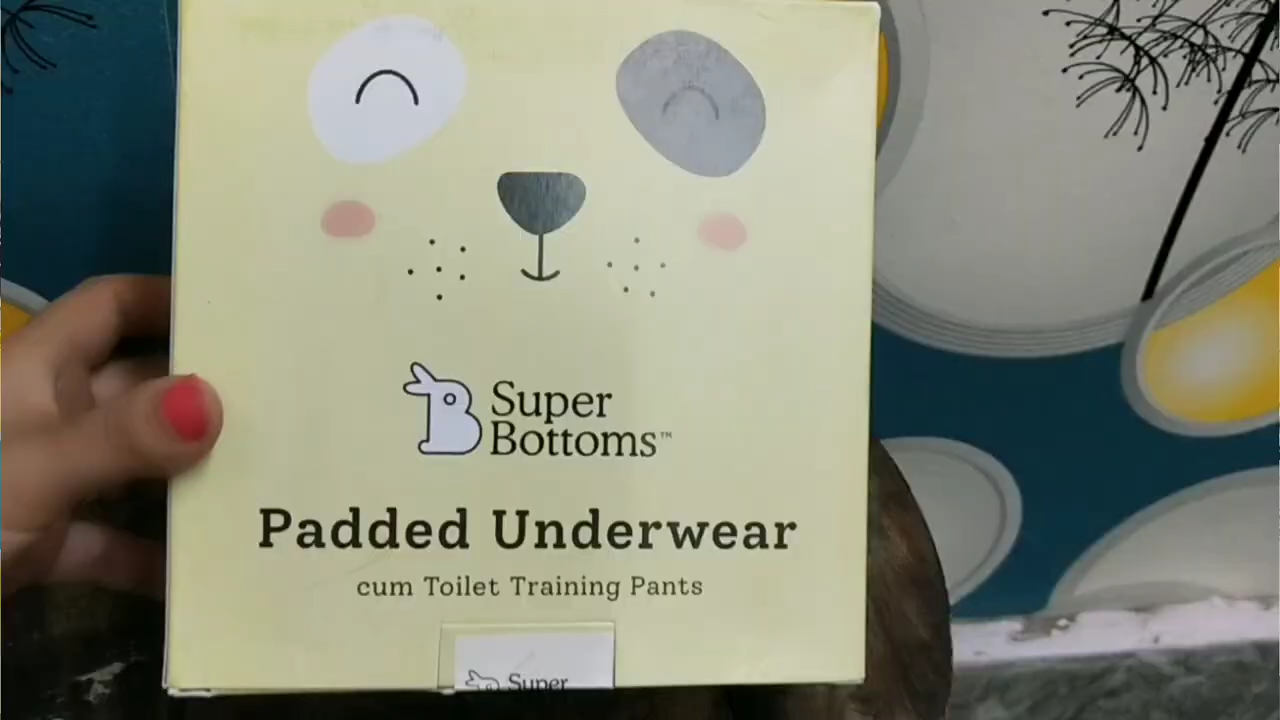 Super
Bottoms™
Padded Underwear
cum Toilet Training Pants
Super